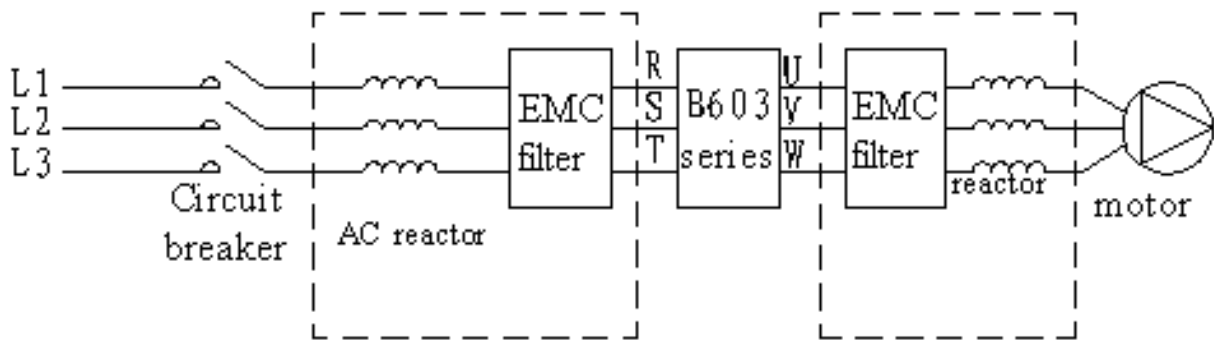 L1
L2
L3
Circuit
breaker
AC reactor
EMC
filter
R
S
T
B603
series
U
V
W
EMC
filter
reactor
motor